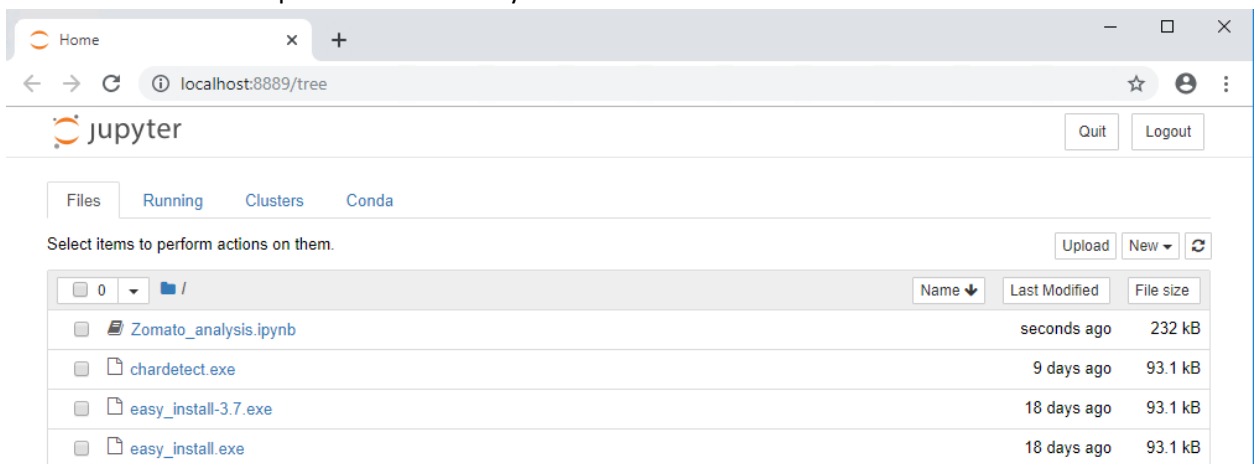 Home
localhost:8889/tree
jupyter
Quit Logout
Files Running Clusters Conda
Select items to perform actions on them.
Upload New
0 / Name Last Modified File size
Zomato_analysis.ipynb seconds ago 232 kB
chardetect.exe 9 days ago 93.1 kB
easy_install-3.7.exe 18 days ago 93.1 kB
easy_install.exe 18 days ago 93.1 kB